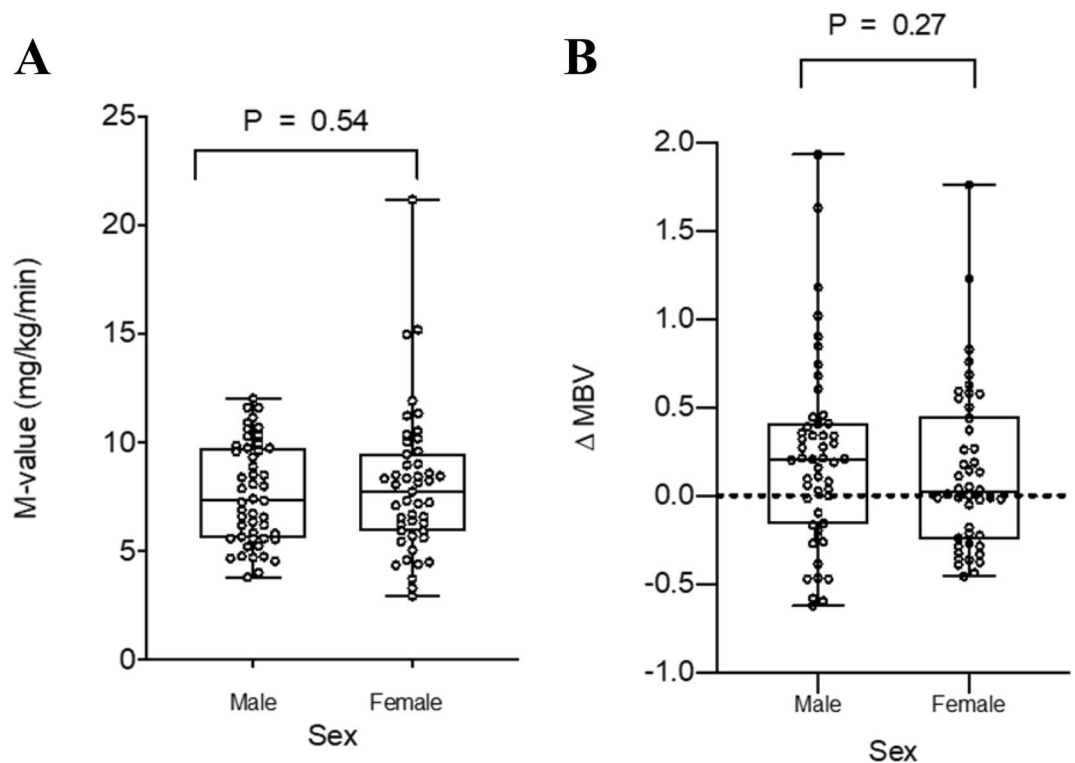 A
P = 0.54
M-value (mg/kg/min)
25
20
15
10
5
0
Male Female
Sex
B
P = 0.27
Δ MBV
2.0
1.5
1.0
0.5
0.0
-0.5
-1.0
Male Female
Sex